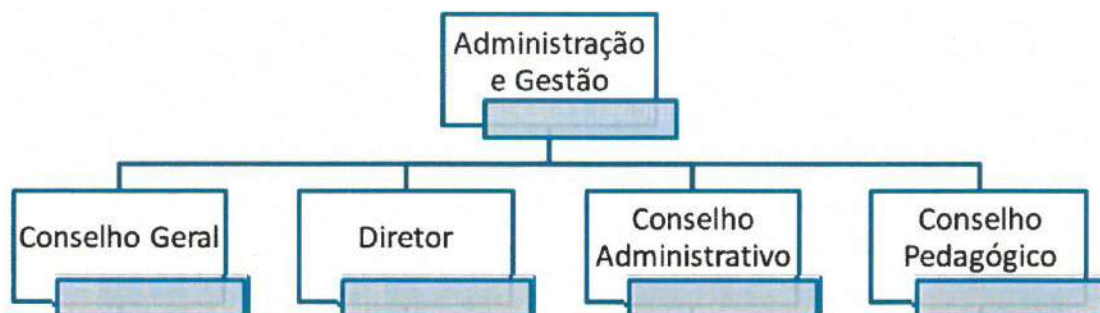 Administração
e Gestão
Conselho Geral
Diretor
Conselho
Administrativo
Conselho
Pedagógico